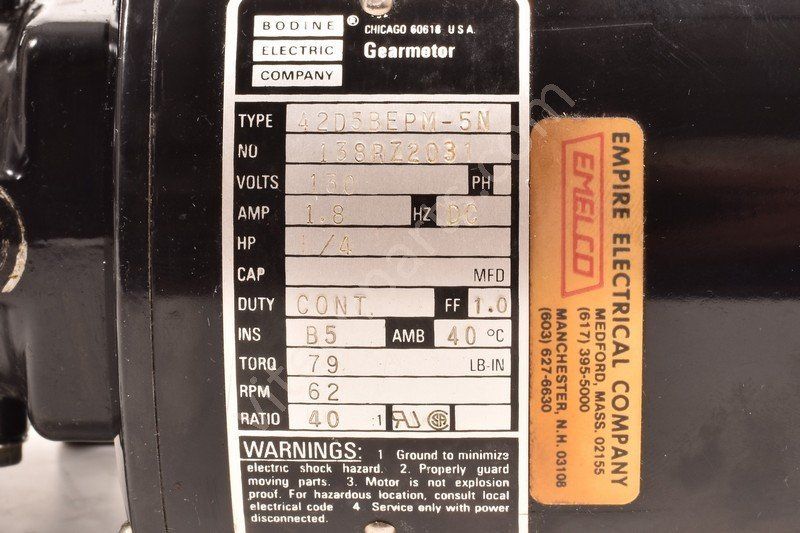 BODINE ®
ELECTRIC
COMPANY
CHICAGO 60618 U S A
Gearmotor
TYPE 42D5BEPM-5N
NO 138RZ2031
VOLTS 130 PH
AMP 1.8 HZ DC
HP 1/4
CAP MFD
DUTY CONT FF 1.0
INS B5 AMB 40 °C
TORQ 79 LB-IN
RPM 62
RATIO 40 :1
WARNINGS: 1 Ground to minimize
electric shock hazard. 2. Properly guard
moving parts. 3. Motor is not explosion
proof. For hazardous location, consult local
electrical code 4 Service only with power
disconnected.
EMPIRE ELECTRICAL COMPANY
EMELCO
MEDFORD, MASS. 02155
(617) 395-5000
MANCHESTER, N.H. 03108
(603) 627-6630